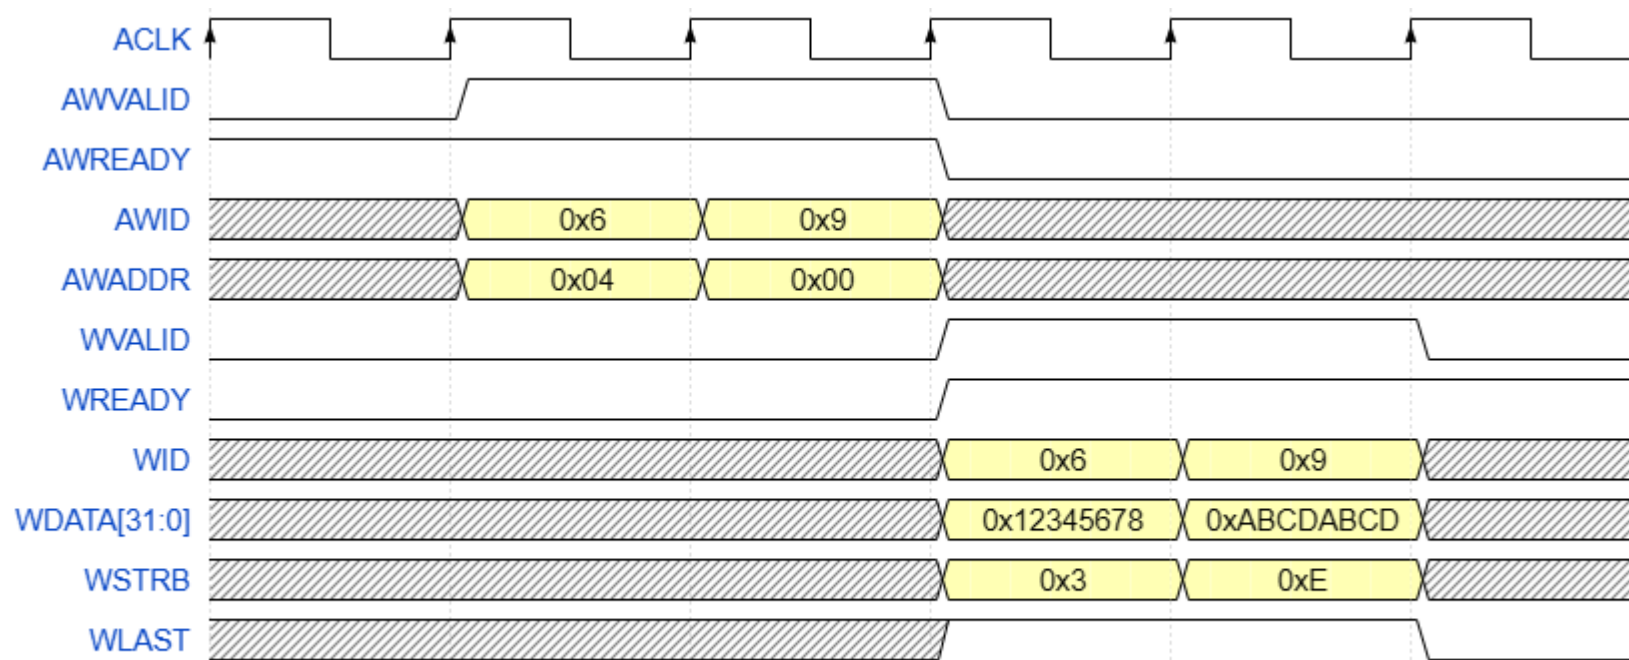 ACLK
AWVALID
AWREADY
AWID 0x6 0x9
AWADDR 0x04 0x00
WVALID
WREADY
WID 0x6 0x9
WDATA[31:0] 0x12345678 0xABCDABCD
WSTRB 0x3 0xE
WLAST